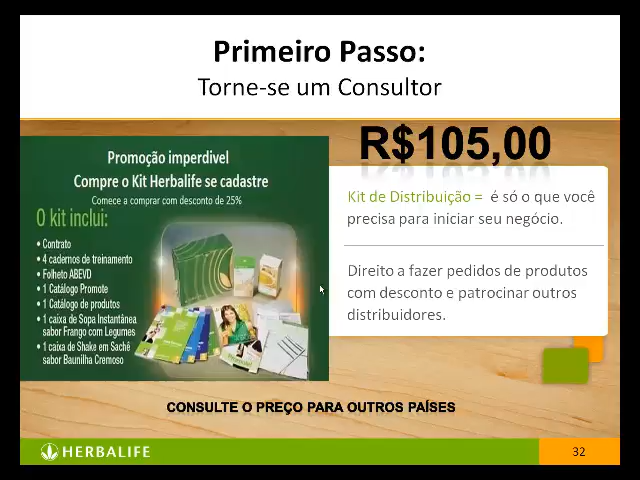 Primeiro Passo:
Torne-se um Consultor
R$105,00
Promoção imperdivel
Compre o Kit Herbalife se cadastre
Comece a comprar com desconto de 25%
O kit inclui:
• Contrato
• 4 cadernos de treinamento
• Folheto ABEVD
• 1 Catálogo Promote
• 1 Catálogo de produtos
• 1 caixa de Sopa Instantânea
sabor Frango com Legumes
• 1 caixa de Shake em Sachê
sabor Baunilha Cremoso
Kit de Distribuição = é só o que você
precisa para iniciar seu negócio.
Direito a fazer pedidos de produtos
com desconto e patrocinar outros
distribuidores.
CONSULTE O PREÇO PARA OUTROS PAÍSES
HERBALIFE
32